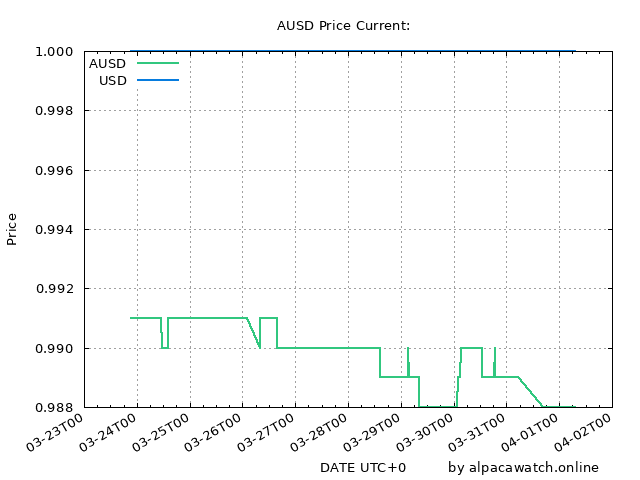 AUSD Price Current:
1.000
0.998
0.996
0.994
0.992
0.990
0.988
Price
AUSD
USD
03-23T00
03-24T00
03-25T00
03-26T00
03-27T00
03-28T00
03-29T00
03-30T00
03-31T00
04-01T00
04-02T00
DATE UTC+0 by alpacawatch.online